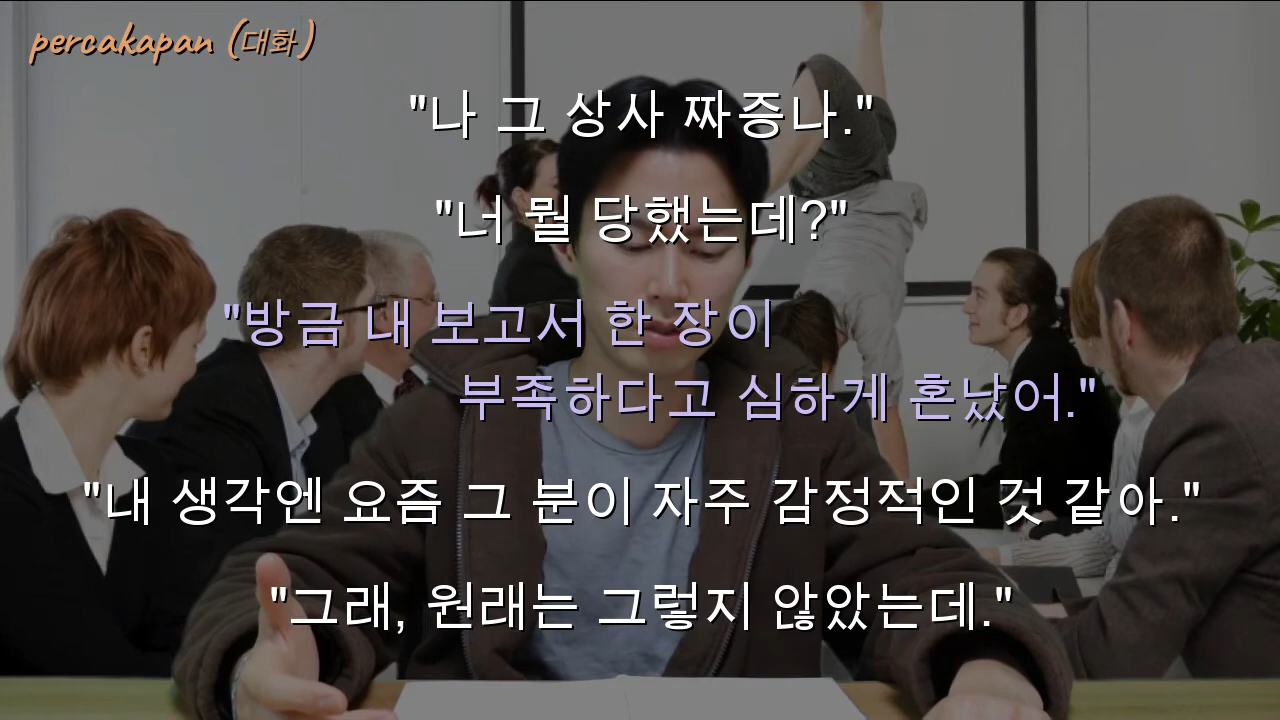 percakapan (대화)
"나 그 상사 짜증나."
"너 뭘 당했는데?"
"방금 내 보고서 한 장이
부족하다고 심하게 혼났어."
"내 생각엔 요즘 그 분이 자주 감정적인 것 같아."
"그래, 원래는 그렇지 않았는데."